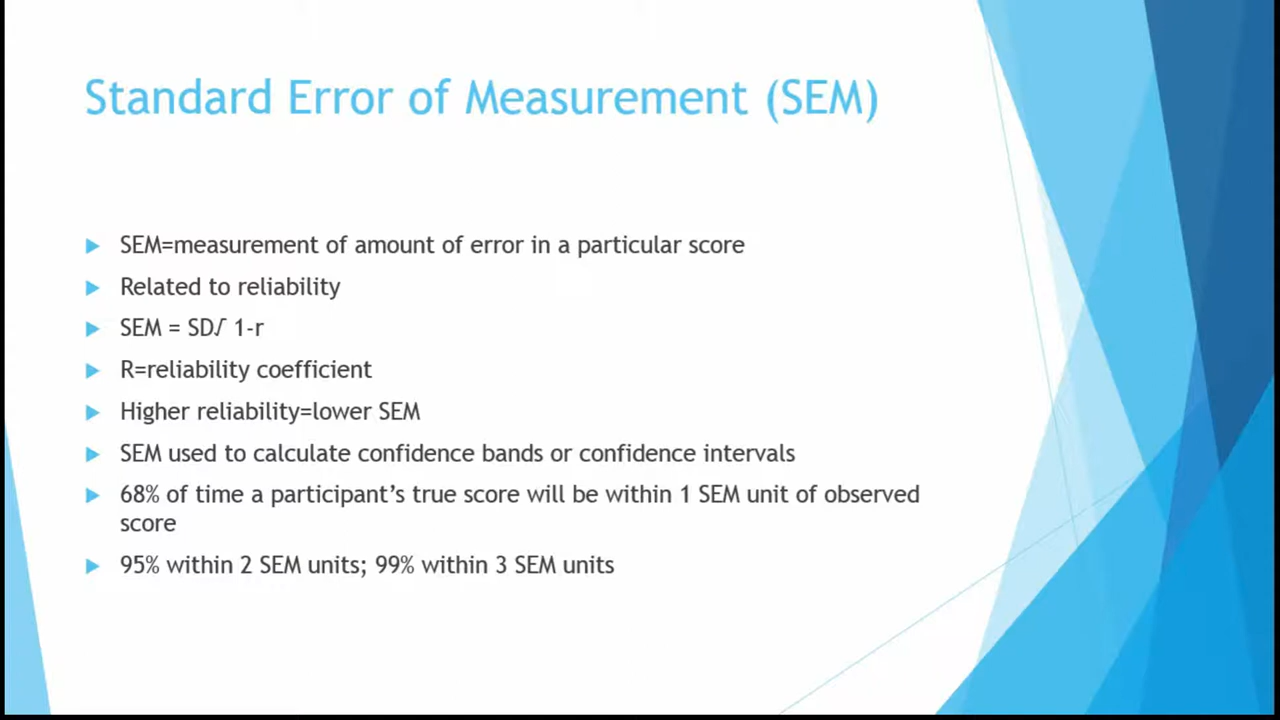 Standard Error of Measurement (SEM)
SEM=measurement of amount of error in a particular score
Related to reliability
SEM = SD√ 1-r
R=reliability coefficient
Higher reliability=lower SEM
SEM used to calculate confidence bands or confidence intervals
68% of time a participant’s true score will be within 1 SEM unit of observed
score
95% within 2 SEM units; 99% within 3 SEM units